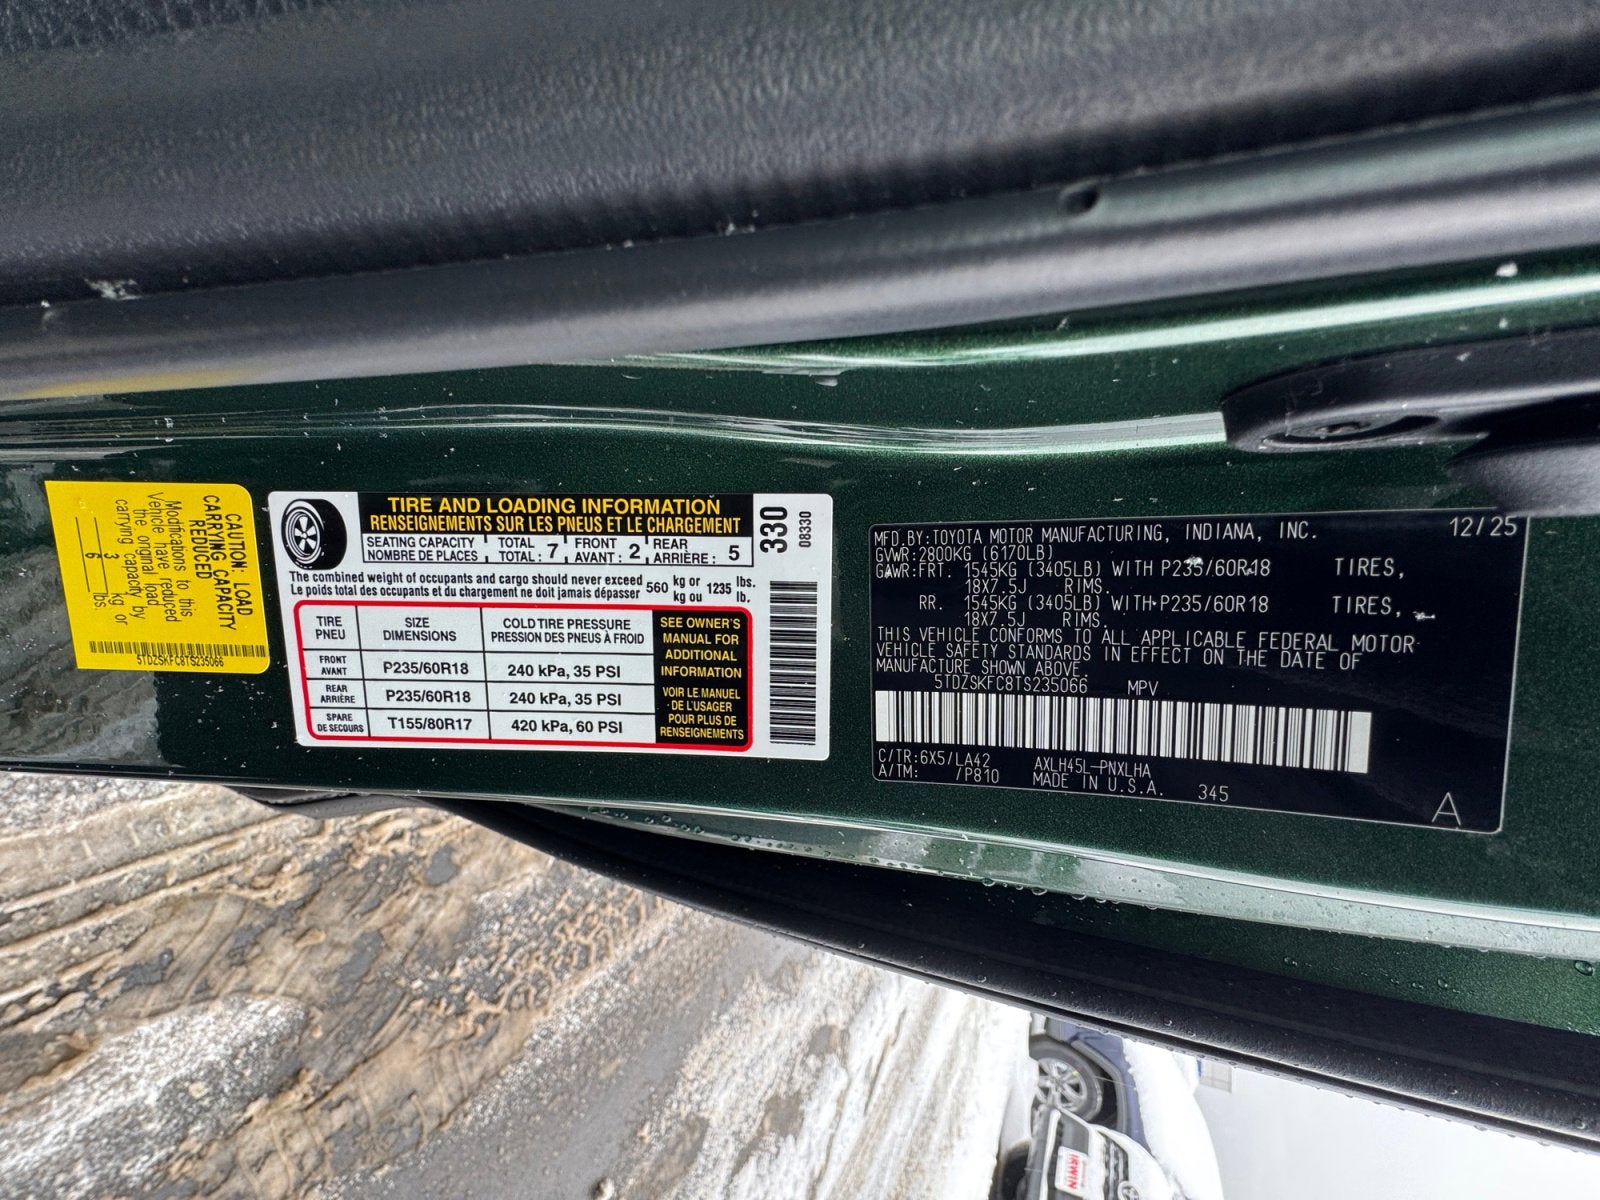 CAUTION: LOAD
CARRYING CAPACITY
REDUCED
Modifications to this
Vehicle have reduced
the original load
carrying capacity by
3 kg or
6 lbs
5TDZSKFC8TS235066
TIRE AND LOADING INFORMATION
RENSEIGNEMENTS SUR LES PNEUS ET LE CHARGEMENT
SEATING CAPACITY TOTAL FRONT REAR
NOMBRE DE PLACES TOTAL : 7 AVANT : 2 ARRIÈRE : 5
The combined weight of occupants and cargo should never exceed 560 kg or 1235 lbs.
Le poids total des occupants et du chargement ne doit jamais dépasser kg ou lb.
TIRE SIZE COLD TIRE PRESSURE
PNEU DIMENSIONS PRESSION DES PNEUS À FROID
FRONT
AVANT P235/60R18 240 kPa, 35 PSI
REAR
ARRIÈRE P235/60R18 240 kPa, 35 PSI
SPARE
DE SECOURS T155/80R17 420 kPa, 60 PSI
SEE OWNER'S
MANUAL FOR
ADDITIONAL
INFORMATION
VOIR LE MANUEL
DE L'USAGER
POUR PLUS DE
RENSEIGNEMENTS
330
08330
MFD.BY:TOYOTA MOTOR MANUFACTURING, INDIANA, INC. 12/25
GVWR:2800KG (6170LB)
GAWR:FRT. 1545KG (3405LB) WITH P235/60R18 TIRES,
18X7.5J RIMS.
RR. 1545KG (3405LB) WITH P235/60R18 TIRES,
18X7.5J RIMS.
THIS VEHICLE CONFORMS TO ALL APPLICABLE FEDERAL MOTOR
VEHICLE SAFETY STANDARDS IN EFFECT ON THE DATE OF
MANUFACTURE SHOWN ABOVE.
5TDZSKFC8TS235066 MPV
C/TR:6X5/LA42 AXLH45L-PNXLHA
A/TM: /P810 MADE IN U.S.A. 345
A
IRWIN